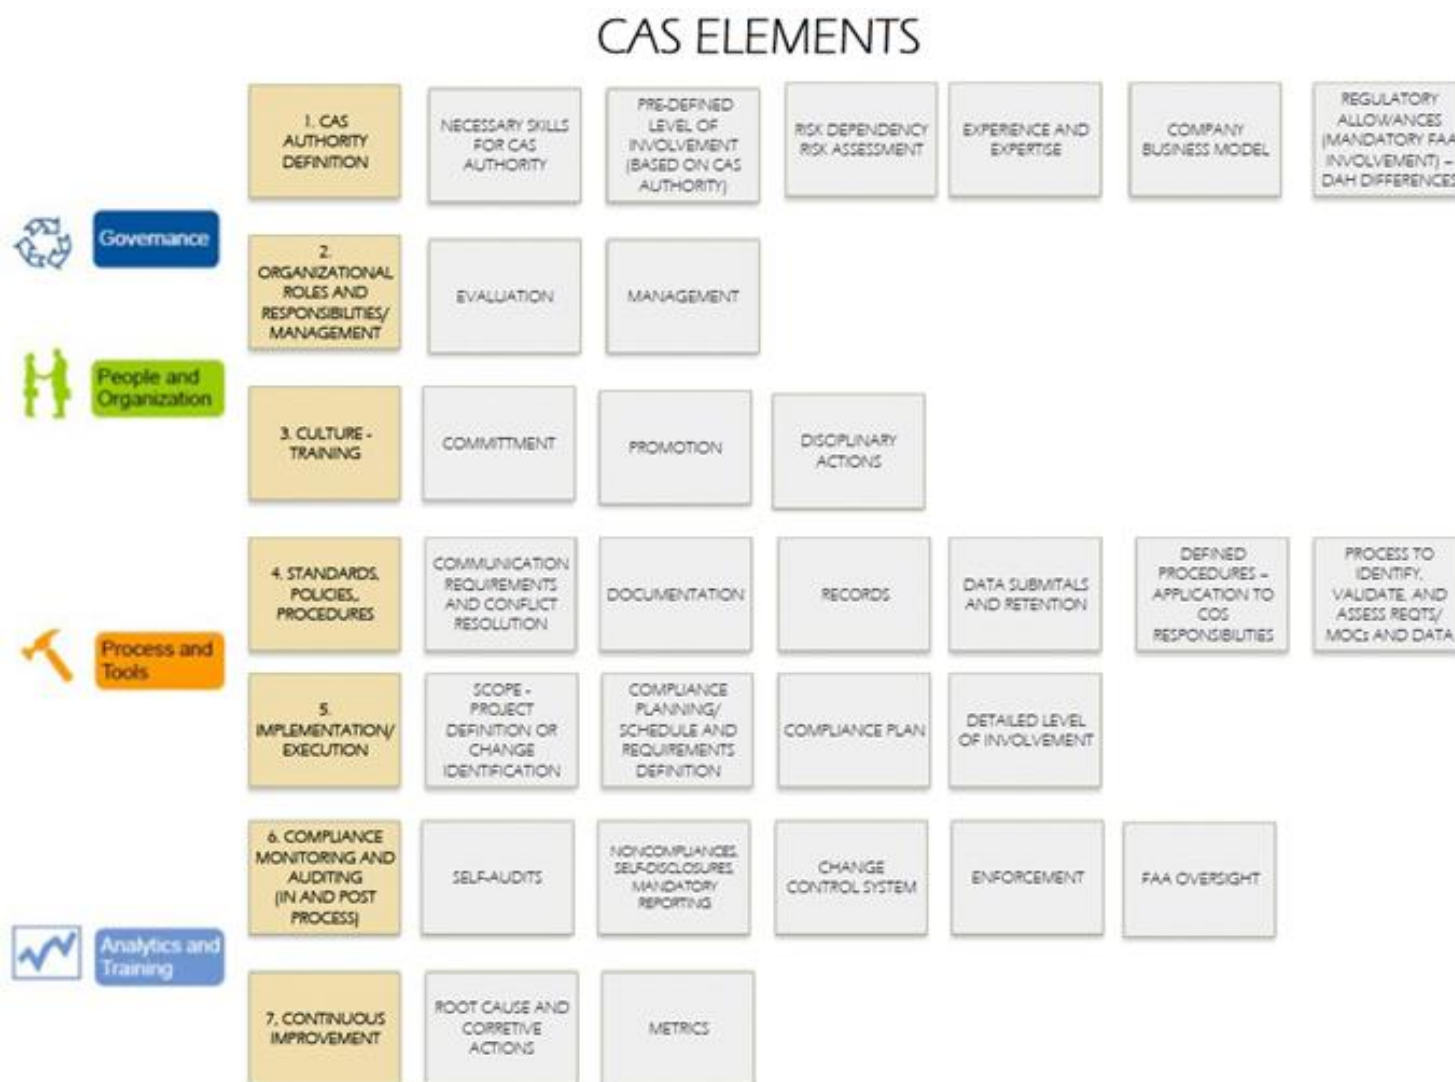 CAS ELEMENTS
1. CAS
AUTHORITY
DEFINITION
NECESSARY SKILLS
FOR CAS
AUTHORITY
PRE-DEFINED
LEVEL OF
INVOLVEMENT
(BASED ON CAS
AUTHORITY)
RISK DEPENDENCY
RISK ASSESSMENT
EXPERIENCE AND
EXPERTISE
COMPANY
BUSINESS MODEL
REGULATORY
ALLOWANCES
(MANDATORY FAA
INVOLVEMENT) –
DAH DIFFERENCES
Governance
2.
ORGANIZATIONAL
ROLES AND
RESPONSIBILITIES/
MANAGEMENT
EVALUATION
MANAGEMENT
People and
Organization
3. CULTURE -
TRAINING
COMMITTMENT
PROMOTION
DISCIPLINARY
ACTIONS
4. STANDARDS,
POLICIES,
PROCEDURES
COMMUNICATION
REQUIREMENTS
AND CONFLICT
RESOLUTION
DOCUMENTATION
RECORDS
DATA SUBMITALS
AND RETENTION
DEFINED
PROCEDURES –
APPLICATION TO
COS
RESPONSIBILITIES
PROCESS TO
IDENTIFY,
VALIDATE, AND
ASSESS REQTS/
MOCs AND DATA
Process and
Tools
5.
IMPLEMENTATION/
EXECUTION
SCOPE -
PROJECT
DEFINITION OR
CHANGE
IDENTIFICATION
COMPLIANCE
PLANNING/
SCHEDULE AND
REQUIREMENTS
DEFINITION
COMPLIANCE PLAN
DETAILED LEVEL
OF INVOLVEMENT
6. COMPLIANCE
MONITORING AND
AUDITING
(IN AND POST
PROCESS)
SELF-AUDITS
NONCOMPLIANCES,
SELF-DISCLOSURES,
MANDATORY
REPORTING
CHANGE
CONTROL SYSTEM
ENFORCEMENT
FAA OVERSIGHT
Analytics and
Training
7. CONTINUOUS
IMPROVEMENT
ROOT CAUSE AND
CORRETIVE
ACTIONS
METRICS